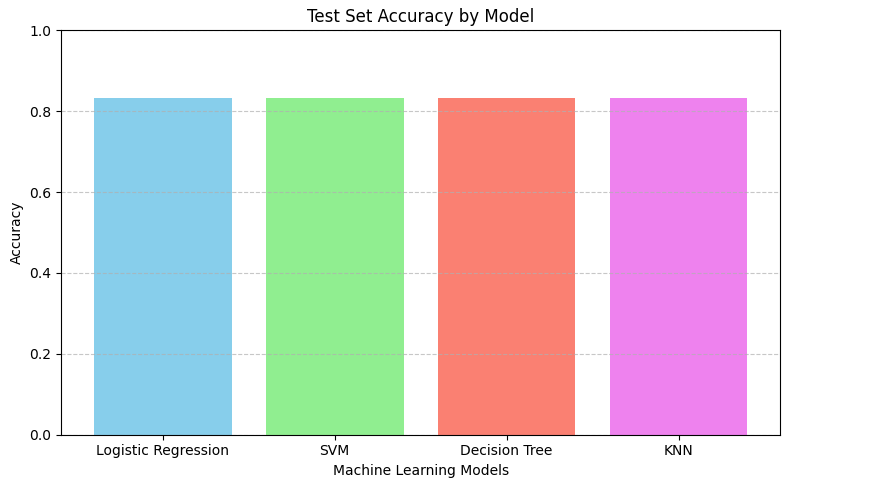 Test Set Accuracy by Model
1.0
0.8
0.6
0.4
0.2
0.0
Accuracy
Logistic Regression SVM Decision Tree KNN
Machine Learning Models